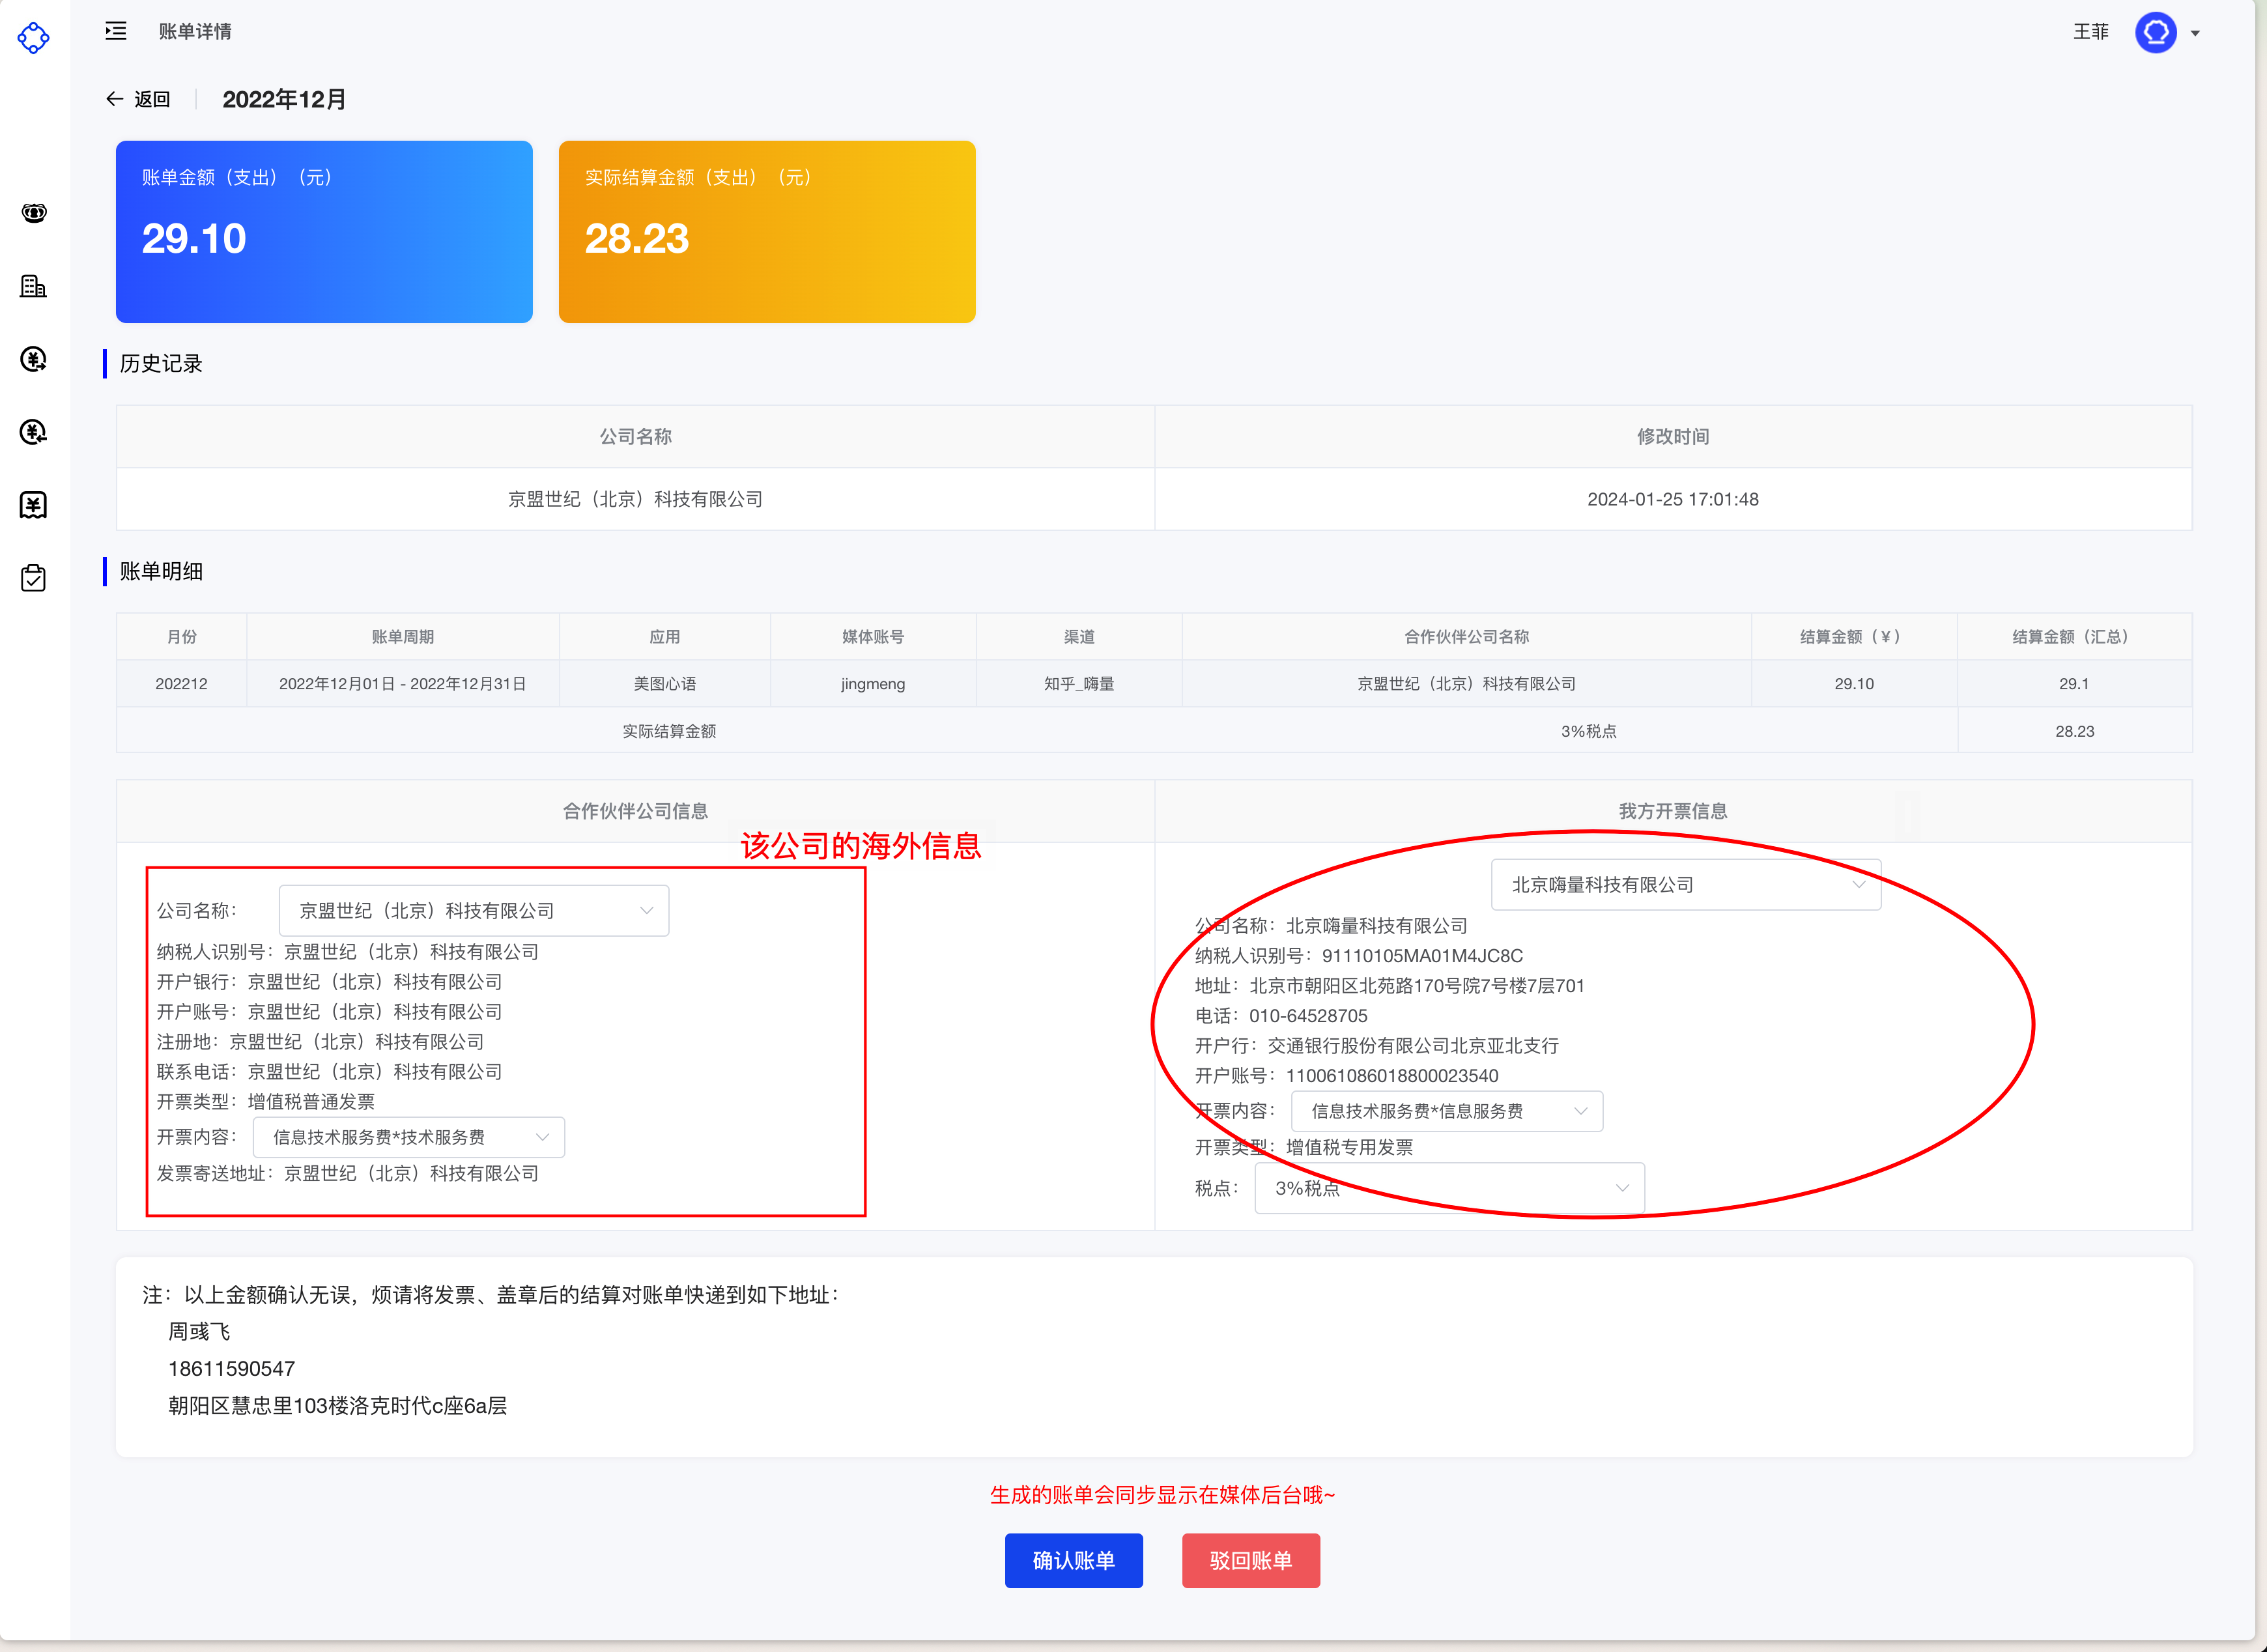 账单详情
王菲
返回
2022年12月
账单金额（支出）（元）
29.10
实际结算金额（支出）（元）
28.23
历史记录
公司名称 修改时间
京盟世纪（北京）科技有限公司 2024-01-25 17:01:48
账单明细
月份 账单周期 应用 媒体账号 渠道 合作伙伴公司名称 结算金额（¥） 结算金额（汇总）
202212 2022年12月01日 - 2022年12月31日 美图心语 jingmeng 知乎_嗨量 京盟世纪（北京）科技有限公司 29.10 29.1
实际结算金额 3%税点 28.23
合作伙伴公司信息
该公司的海外信息
公司名称： 京盟世纪（北京）科技有限公司
纳税人识别号：京盟世纪（北京）科技有限公司
开户银行：京盟世纪（北京）科技有限公司
开户账号：京盟世纪（北京）科技有限公司
注册地：京盟世纪（北京）科技有限公司
联系电话：京盟世纪（北京）科技有限公司
开票类型：增值税普通发票
开票内容： 信息技术服务费*技术服务费
发票寄送地址：京盟世纪（北京）科技有限公司
我方开票信息
北京嗨量科技有限公司
公司名称：北京嗨量科技有限公司
纳税人识别号：91110105MA01M4JC8C
地址：北京市朝阳区北苑路170号院7号楼7层701
电话：010-64528705
开户行：交通银行股份有限公司北京亚北支行
开户账号：110061086018800023540
开票内容： 信息技术服务费*信息服务费
开票类型：增值税专用发票
税点： 3%税点
注：以上金额确认无误，烦请将发票、盖章后的结算对账单快递到如下地址：
周彧飞
18611590547
朝阳区慧忠里103楼洛克时代c座6a层
生成的账单会同步显示在媒体后台哦~
确认账单
驳回账单